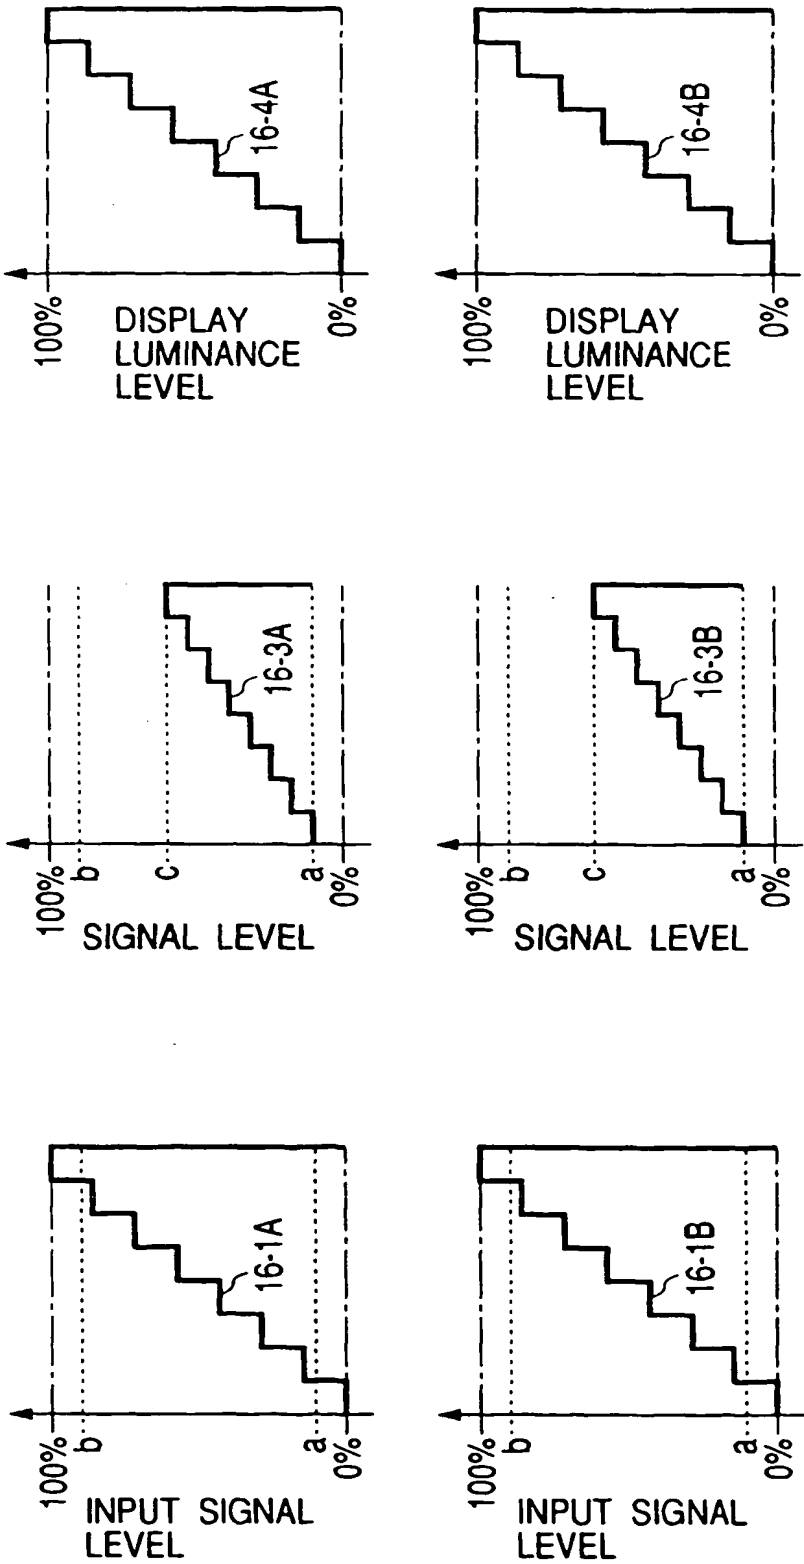 16-4A
100%
0%
DISPLAY
LUMINANCE
LEVEL
16-4B
100%
0%
DISPLAY
LUMINANCE
LEVEL
16-3A
100%
b
c
a
0%
SIGNAL LEVEL
16-3B
100%
b
c
a
0%
SIGNAL LEVEL
16-1A
100%
b
a
0%
INPUT SIGNAL
LEVEL
16-1B
100%
b
a
0%
INPUT SIGNAL
LEVEL